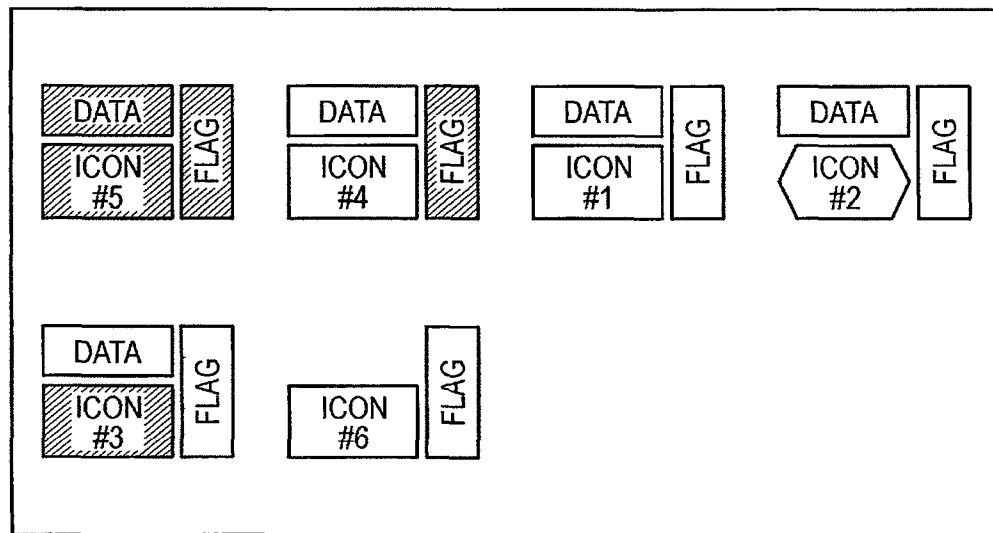 DATA
ICON
#5
FLAG
DATA
ICON
#4
FLAG
DATA
ICON
#1
FLAG
DATA
ICON
#2
FLAG
DATA
ICON
#3
FLAG
ICON
#6
FLAG